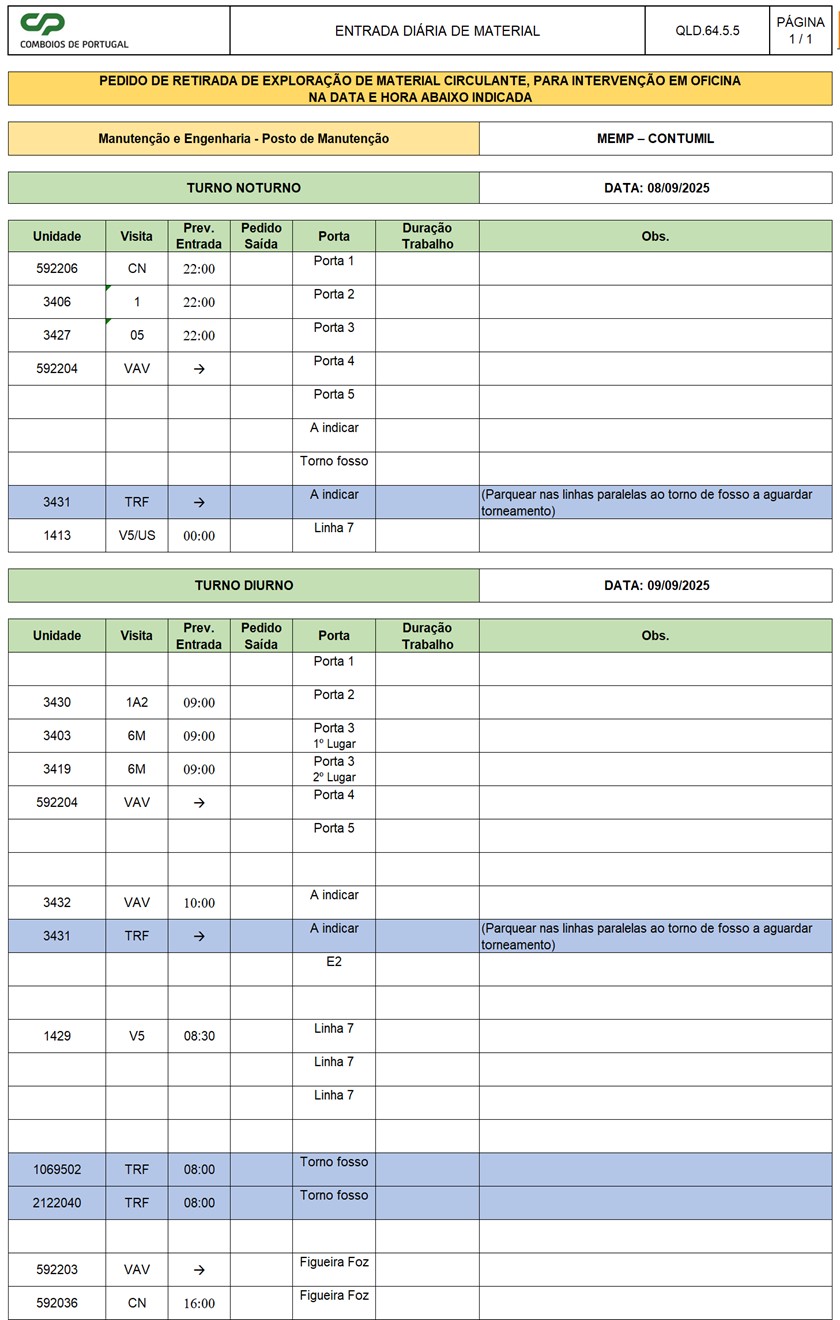 CP
COMBOIOS DE PORTUGAL
ENTRADA DIÁRIA DE MATERIAL
QLD.64.5.5
PÁGINA
1 / 1
PEDIDO DE RETIRADA DE EXPLORAÇÃO DE MATERIAL CIRCULANTE, PARA INTERVENÇÃO EM OFICINA
NA DATA E HORA ABAIXO INDICADA
Manutenção e Engenharia - Posto de Manutenção MEMP – CONTUMIL
TURNO NOTURNO DATA: 08/09/2025
Unidade Visita Prev. Entrada Pedido Saída Porta Duração Trabalho Obs.
592206 CN 22:00 Porta 1
3406 1 22:00 Porta 2
3427 05 22:00 Porta 3
592204 VAV → Porta 4
Porta 5
A indicar
Torno fosso
3431 TRF → A indicar (Parquear nas linhas paralelas ao torno de fosso a aguardar
torneamento)
1413 V5/US 00:00 Linha 7
TURNO DIURNO DATA: 09/09/2025
Unidade Visita Prev. Entrada Pedido Saída Porta Duração Trabalho Obs.
Porta 1
3430 1A2 09:00 Porta 2
3403 6M 09:00 Porta 3
1º Lugar
3419 6M 09:00 Porta 3
2º Lugar
592204 VAV → Porta 4
Porta 5
3432 VAV 10:00 A indicar
3431 TRF → A indicar (Parquear nas linhas paralelas ao torno de fosso a aguardar
torneamento)
E2
1429 V5 08:30 Linha 7
Linha 7
Linha 7
1069502 TRF 08:00 Torno fosso
2122040 TRF 08:00 Torno fosso
592203 VAV → Figueira Foz
592036 CN 16:00 Figueira Foz